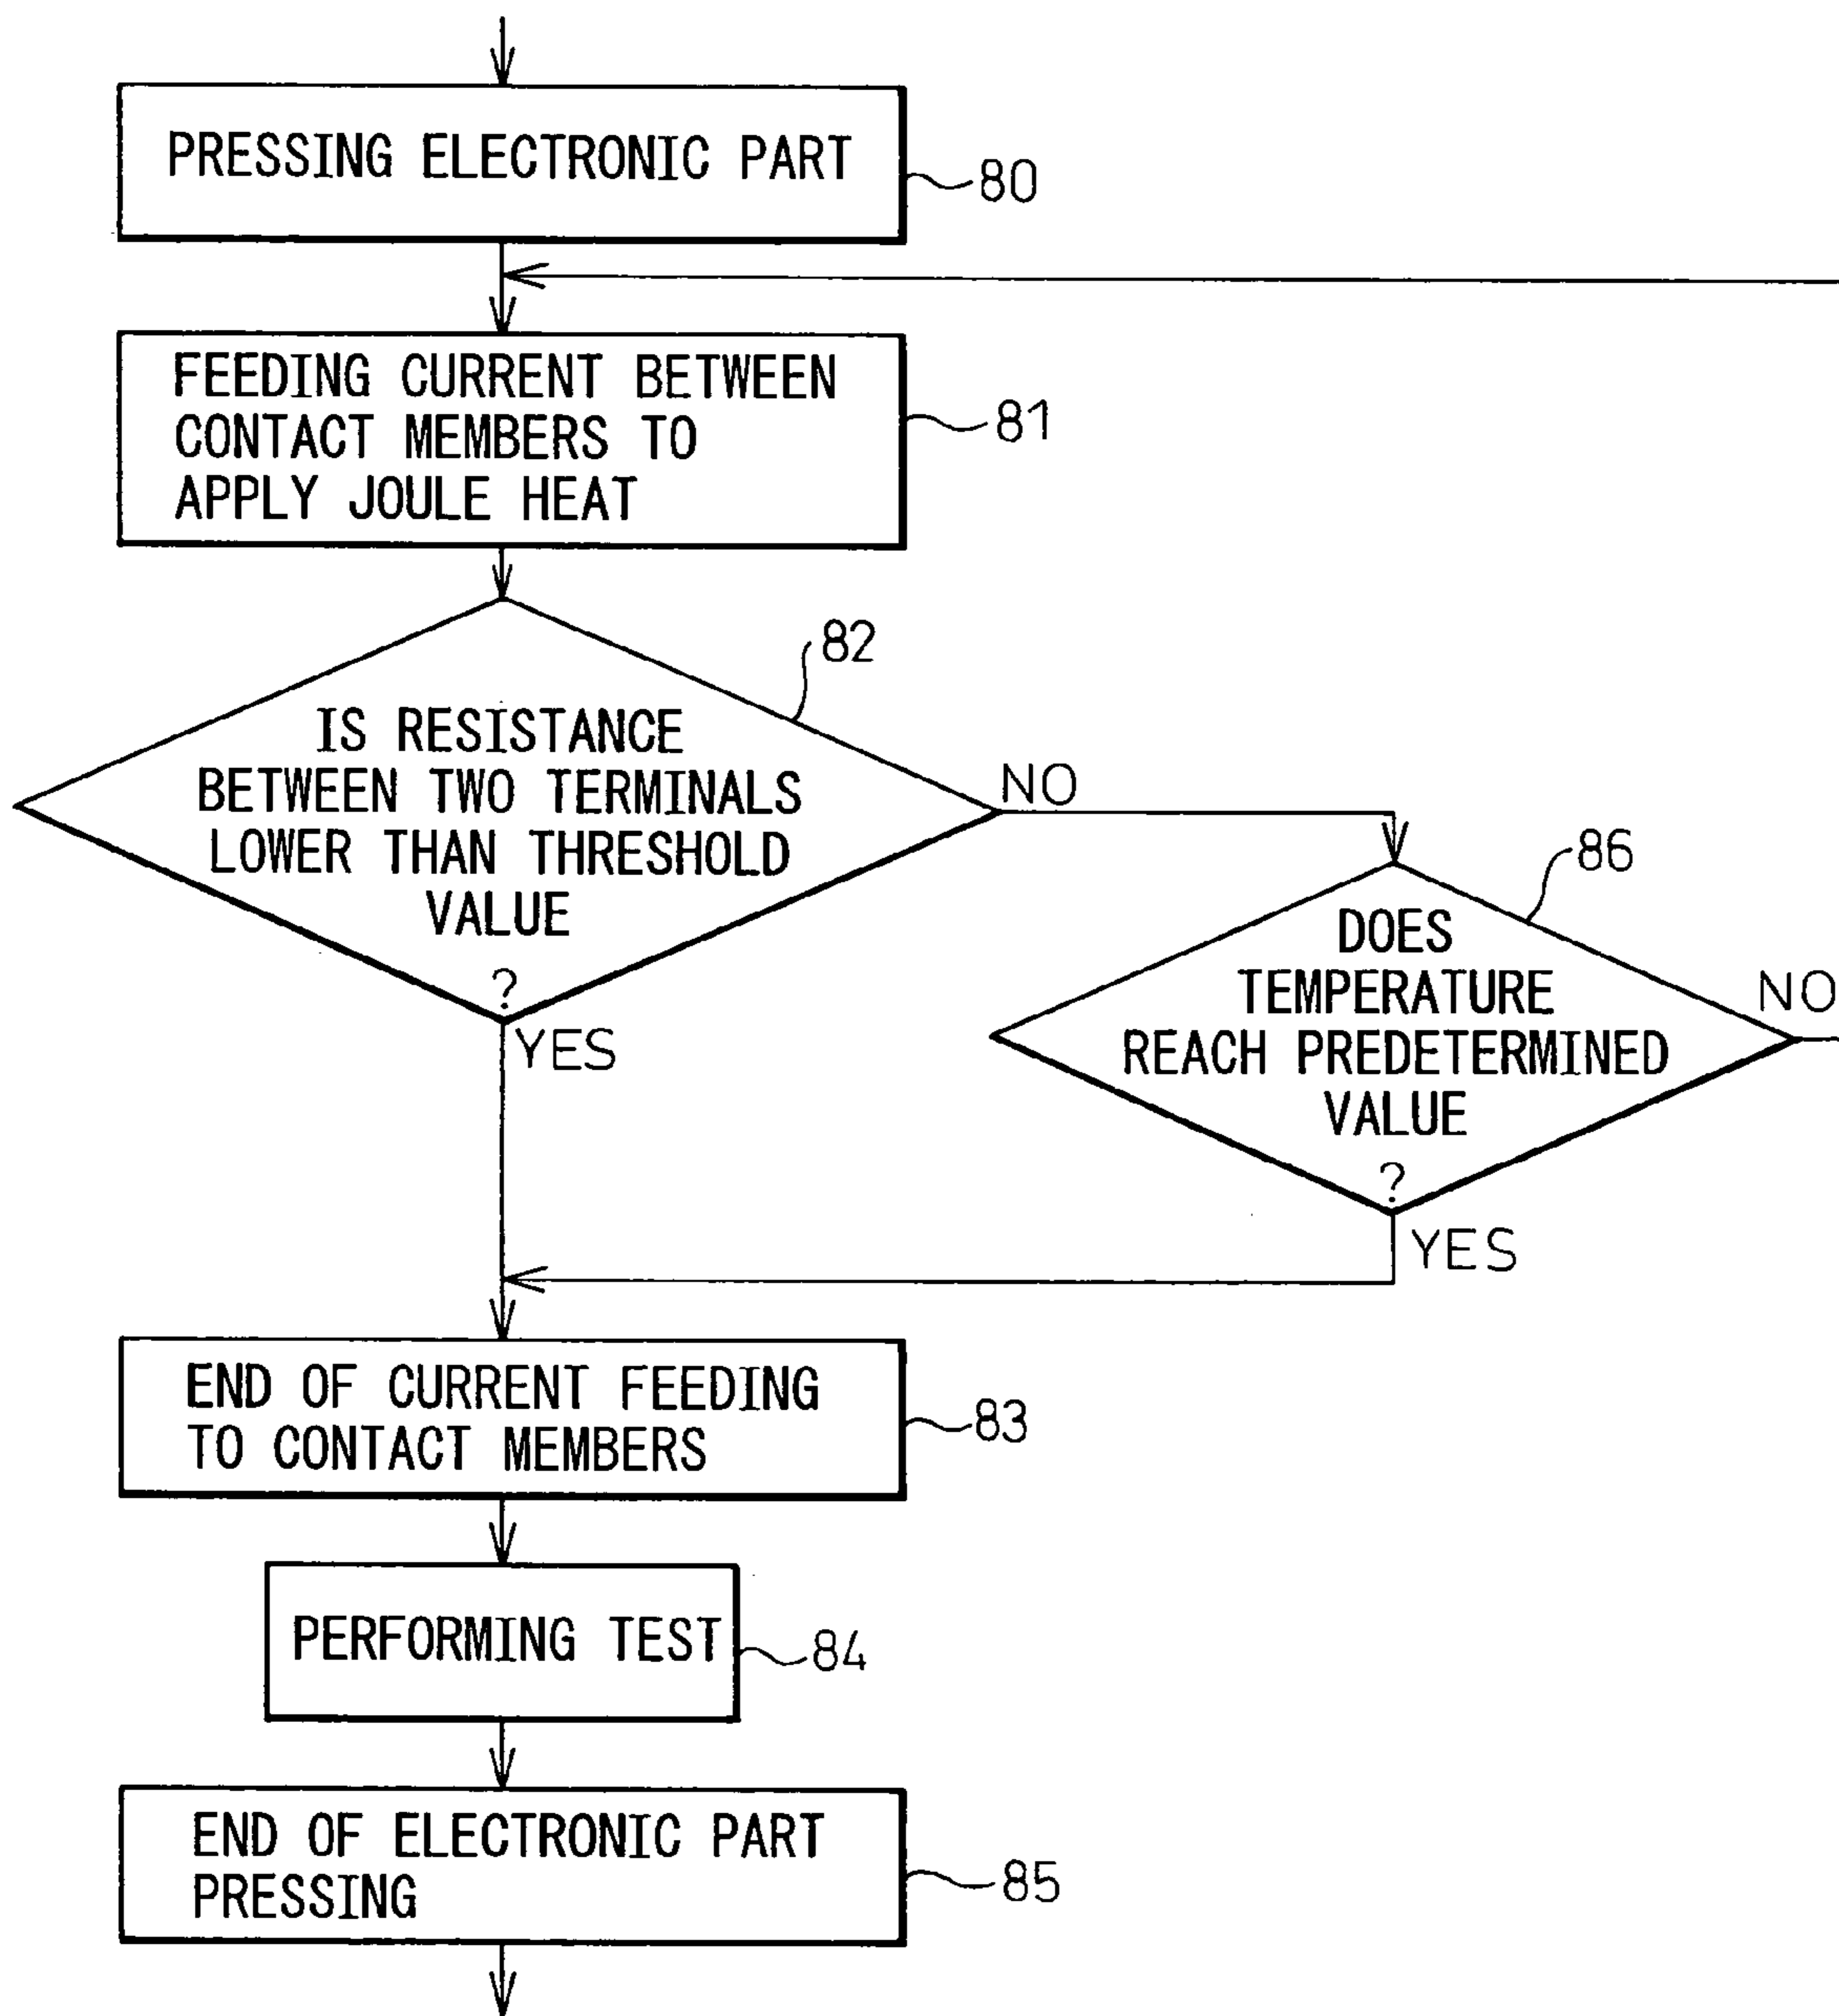 PRESSING ELECTRONIC PART
80
FEEDING CURRENT BETWEEN
CONTACT MEMBERS TO
APPLY JOULE HEAT
81
82
IS RESISTANCE
BETWEEN TWO TERMINALS
LOWER THAN THRESHOLD
VALUE
?
NO
YES
86
DOES
TEMPERATURE
REACH PREDETERMINED
VALUE
?
NO
YES
END OF CURRENT FEEDING
TO CONTACT MEMBERS
83
PERFORMING TEST
84
END OF ELECTRONIC PART
PRESSING
85